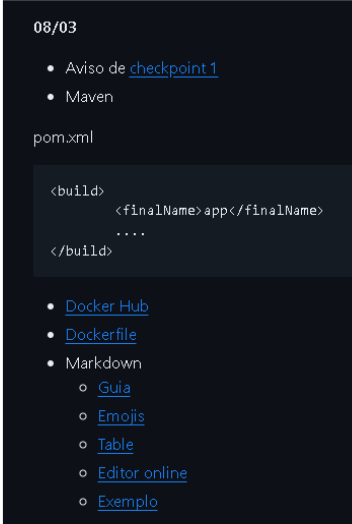 08/03
Aviso de checkpoint 1
Maven
pom.xml
<build>
<finalName>app</finalName>
....
</build>
Docker Hub
Dockerfile
Markdown
Guia
Emojis
Table
Editor online
Exemplo